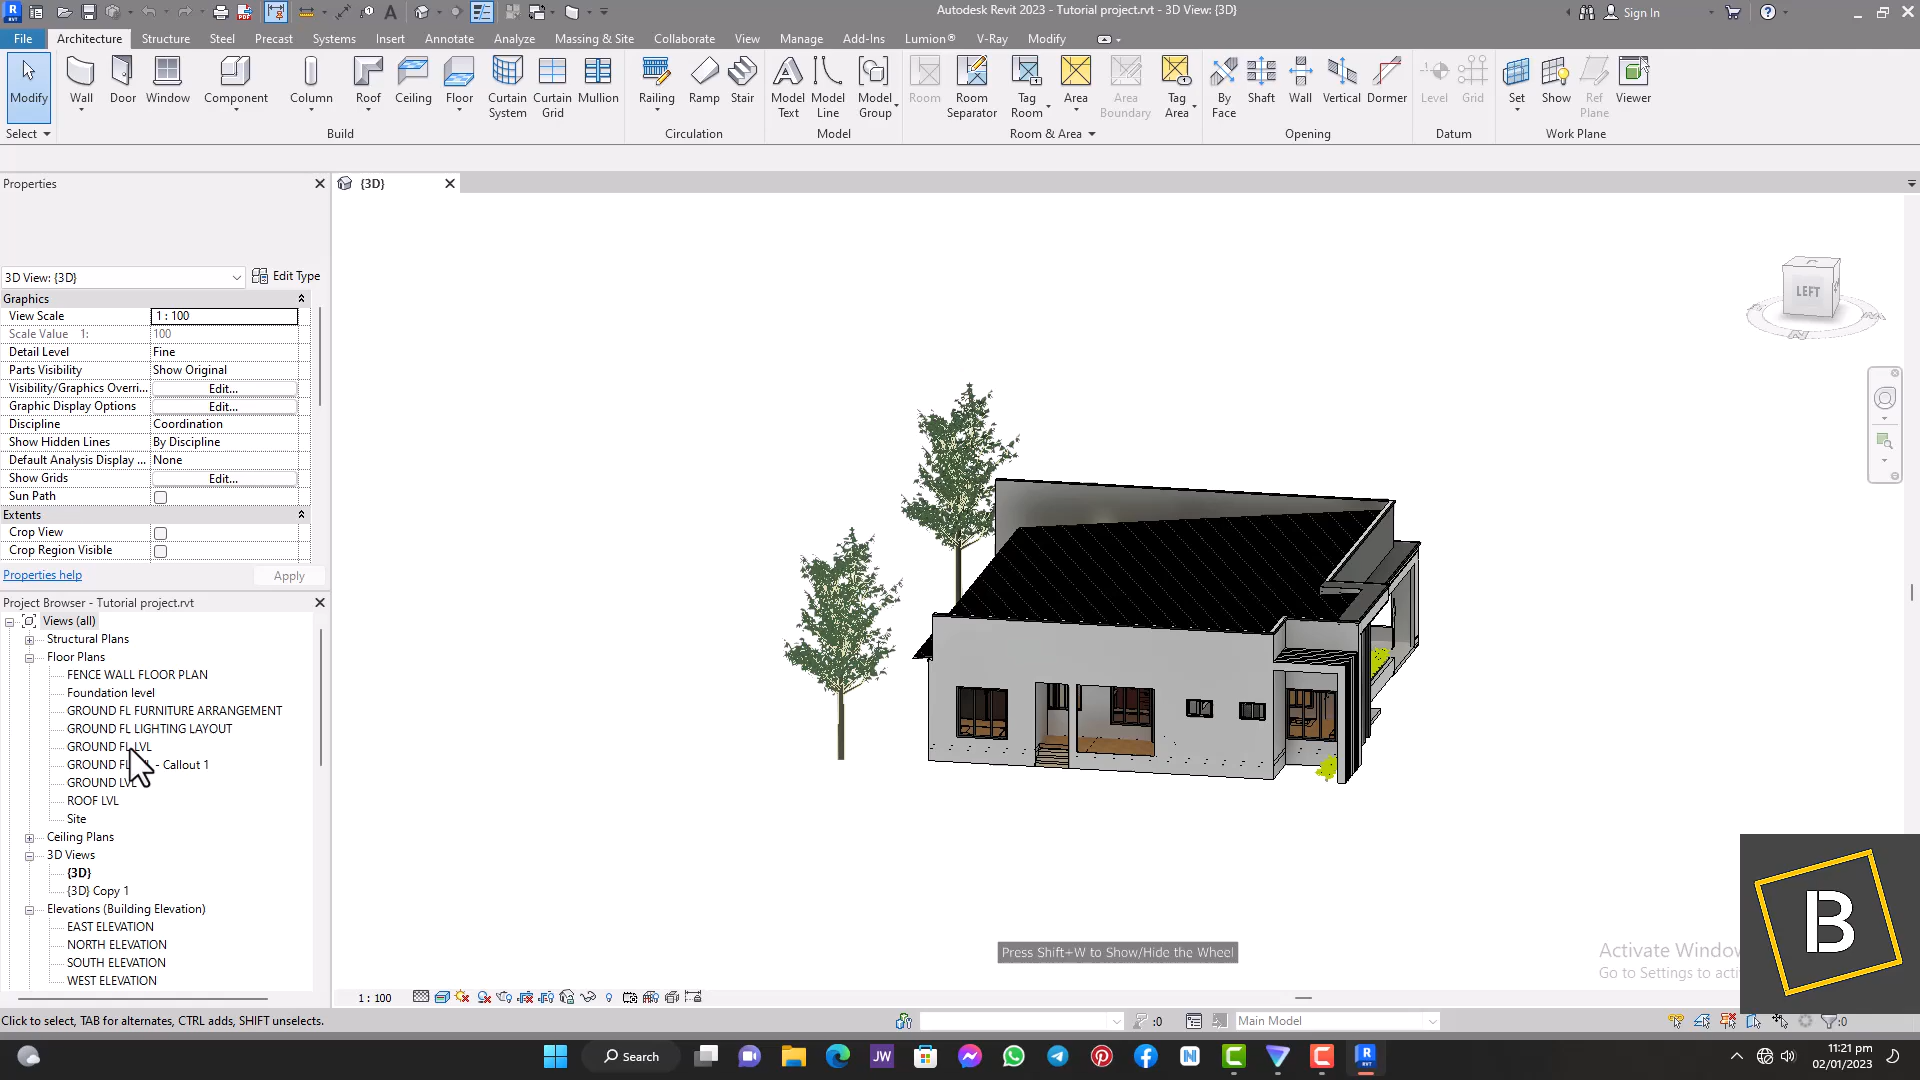 Autodesk Revit 2023 - Tutorial project.rvt - 3D View: {3D}
Sign In
File Architecture Structure Steel Precast Systems Insert Annotate Analyze Massing & Site Collaborate View Manage Add-Ins Lumion® V-Ray Modify
Modify Wall Door Window Component Column Roof Ceiling Floor Curtain System Curtain Grid Mullion Railing Ramp Stair Model Text Model Line Model Group Room Room Separator Tag Room Area Area Boundary Tag Area By Face Shaft Wall Vertical Dormer Level Grid Set Show Ref Plane Viewer
Select Build Circulation Model Room & Area Opening Datum Work Plane
Properties
{3D}
3D View: {3D}
Edit Type
Graphics
View Scale 1 : 100
Scale Value 1: 100
Detail Level Fine
Parts Visibility Show Original
Visibility/Graphics Overri... Edit...
Graphic Display Options Edit...
Discipline Coordination
Show Hidden Lines By Discipline
Default Analysis Display ... None
Show Grids Edit...
Sun Path
Extents
Crop View
Crop Region Visible
Properties help
Apply
LEFT
Project Browser - Tutorial project.rvt
Views (all)
Structural Plans
Floor Plans
FENCE WALL FLOOR PLAN
Foundation level
GROUND FL FURNITURE ARRANGEMENT
GROUND FL LIGHTING LAYOUT
GROUND FL LVL
GROUND FL - Callout 1
GROUND LVL
ROOF LVL
Site
Ceiling Plans
3D Views
{3D}
{3D} Copy 1
Elevations (Building Elevation)
EAST ELEVATION
NORTH ELEVATION
SOUTH ELEVATION
WEST ELEVATION
Press Shift+W to Show/Hide the Wheel
Activate Windo
Go to Settings to acti
B
1 : 100
Click to select, TAB for alternates, CTRL adds, SHIFT unselects.
:0
Main Model
:0
Search
JW
N
R
RVT
11:21 pm
02/01/2023